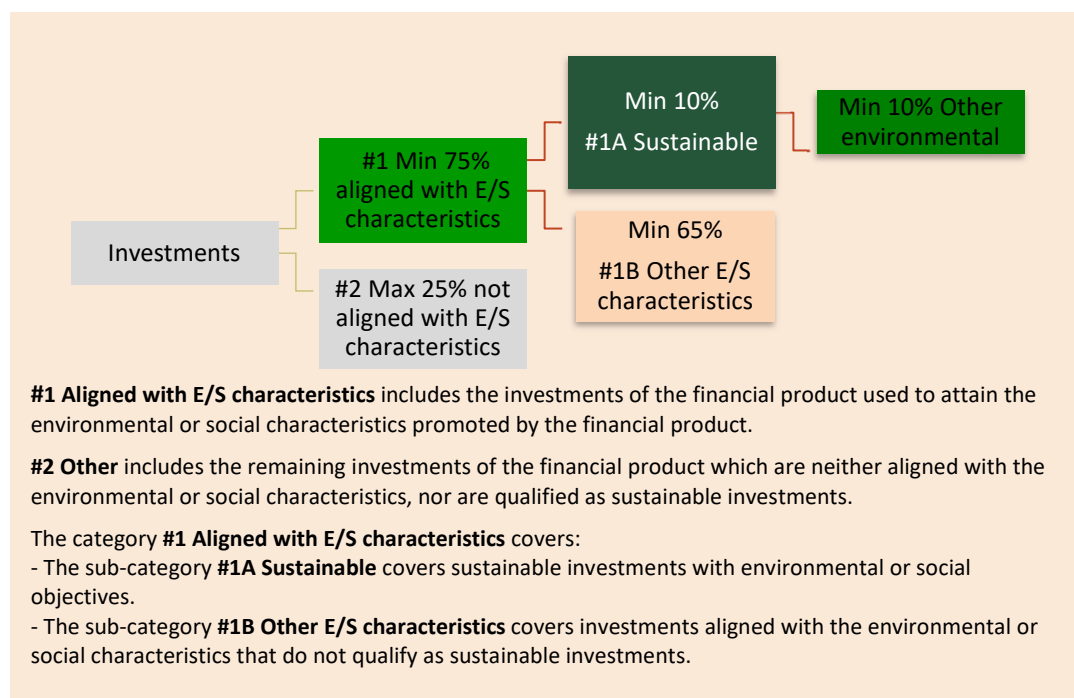 Min 10%
#1A Sustainable
Min 10% Other
environmental
#1 Min 75%
aligned with E/S
characteristics
Min 65%
#1B Other E/S
characteristics
Investments
#2 Max 25% not
aligned with E/S
characteristics
#1 Aligned with E/S characteristics includes the investments of the financial product used to attain the
environmental or social characteristics promoted by the financial product.
#2 Other includes the remaining investments of the financial product which are neither aligned with the
environmental or social characteristics, nor are qualified as sustainable investments.
The category #1 Aligned with E/S characteristics covers:
- The sub-category #1A Sustainable covers sustainable investments with environmental or social
objectives.
- The sub-category #1B Other E/S characteristics covers investments aligned with the environmental or
social characteristics that do not qualify as sustainable investments.